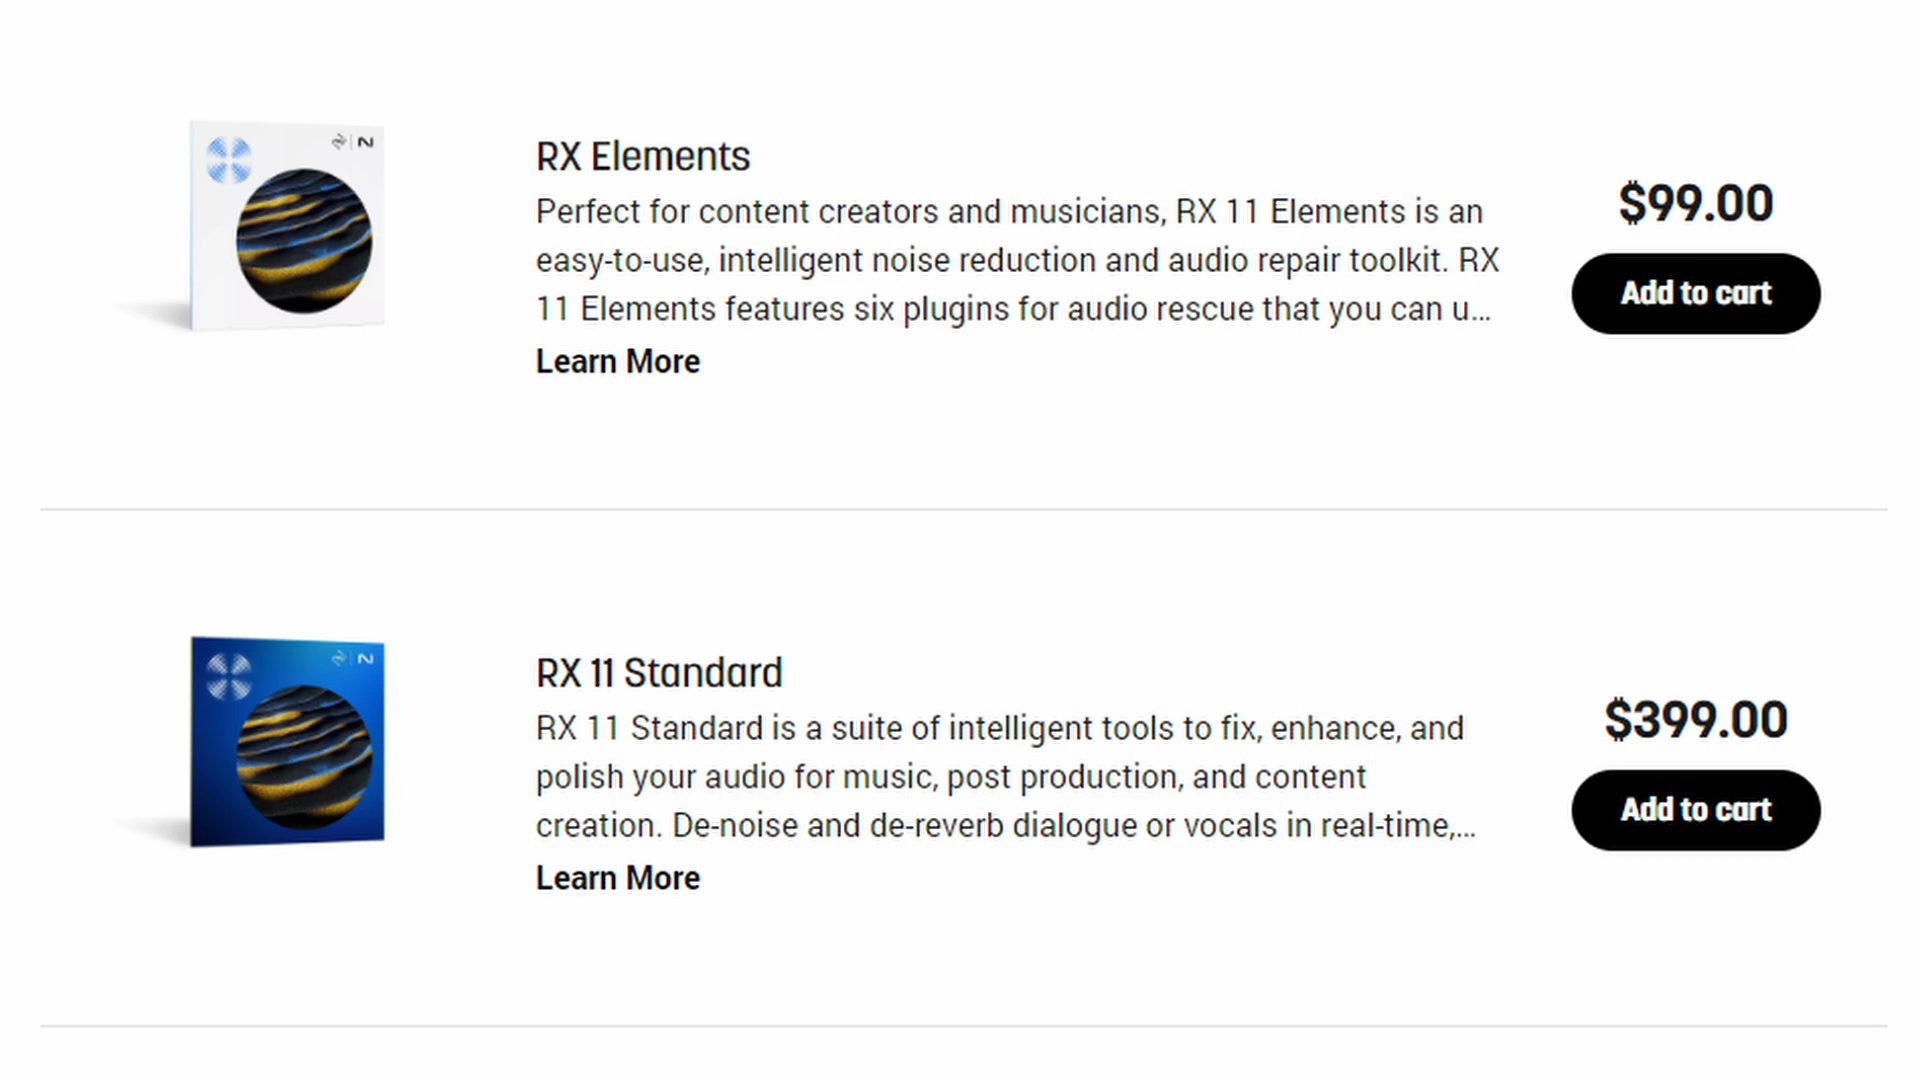 RX Elements
Perfect for content creators and musicians, RX 11 Elements is an
easy-to-use, intelligent noise reduction and audio repair toolkit. RX
11 Elements features six plugins for audio rescue that you can u...
Learn More
$99.00
Add to cart
RX 11 Standard
RX 11 Standard is a suite of intelligent tools to fix, enhance, and
polish your audio for music, post production, and content
creation. De-noise and de-reverb dialogue or vocals in real-time,...
Learn More
$399.00
Add to cart